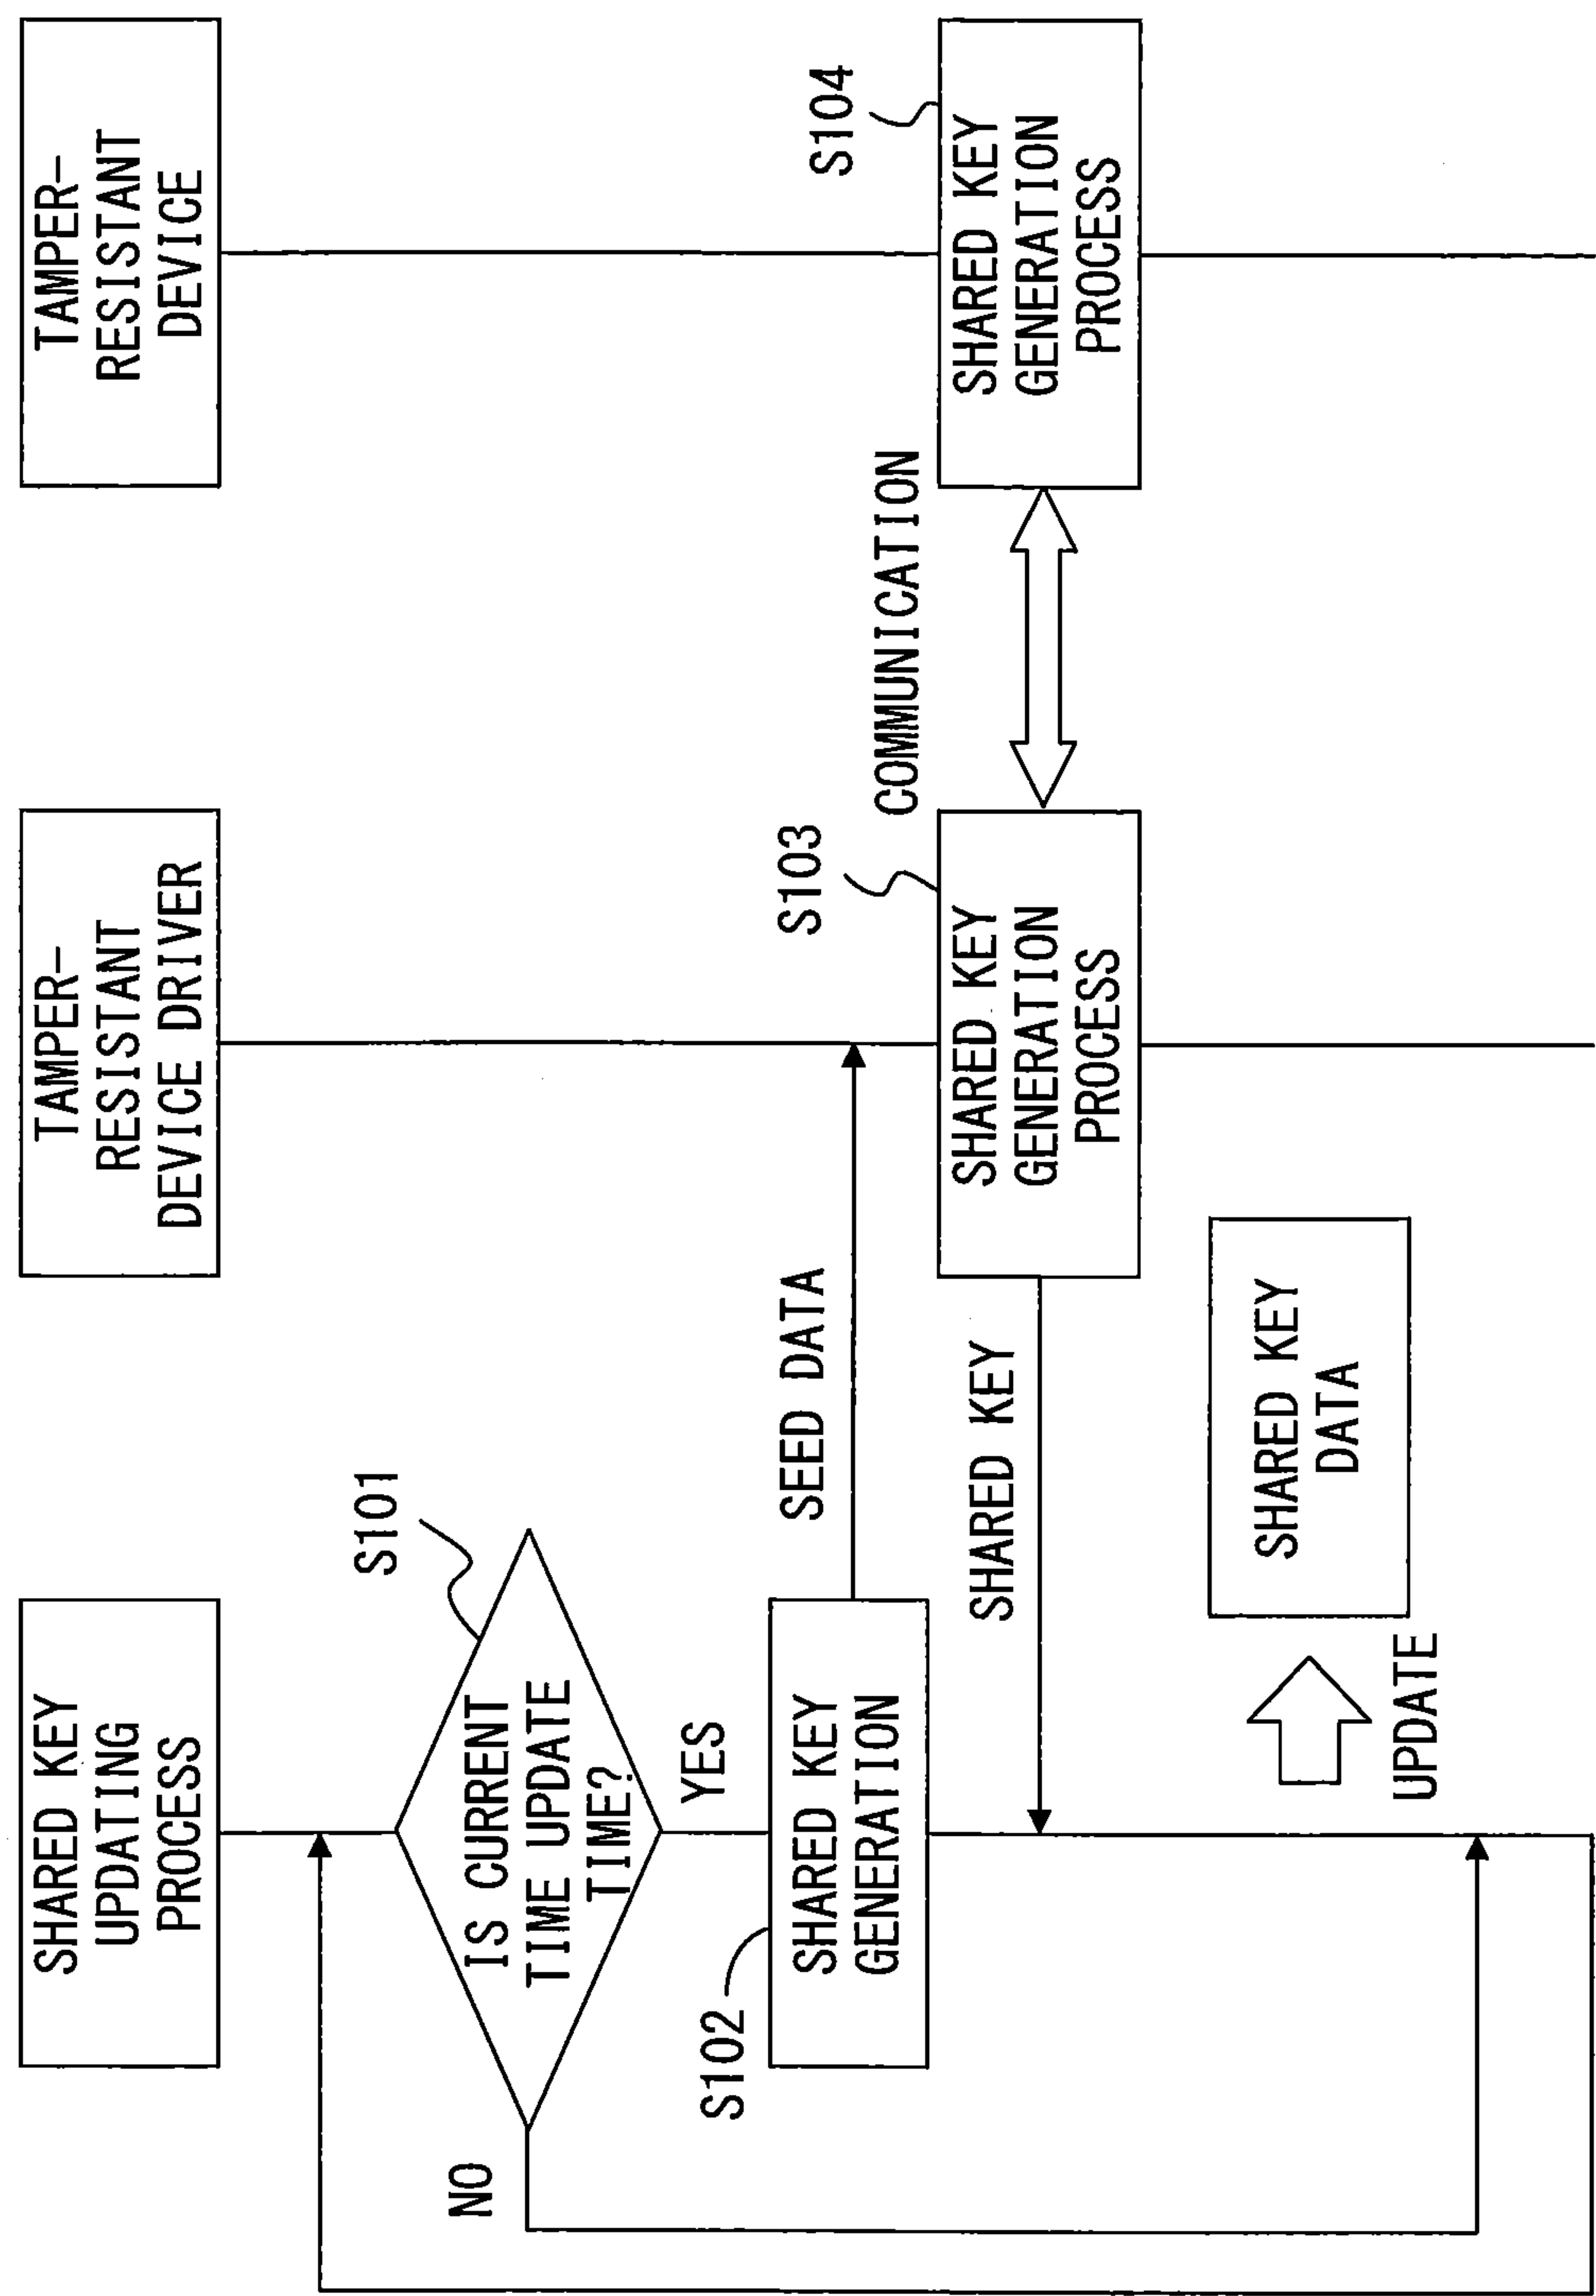 SHARED KEY
UPDATING
PROCESS
TAMPER-
RESISTANT
DEVICE DRIVER
TAMPER-
RESISTANT
DEVICE
S101
IS CURRENT
TIME UPDATE
TIME?
NO
YES
S102
SHARED KEY
GENERATION
SEED DATA
S103
SHARED KEY
GENERATION
PROCESS
COMMUNICATION
S104
SHARED KEY
GENERATION
PROCESS
SHARED KEY
UPDATE
SHARED KEY
DATA